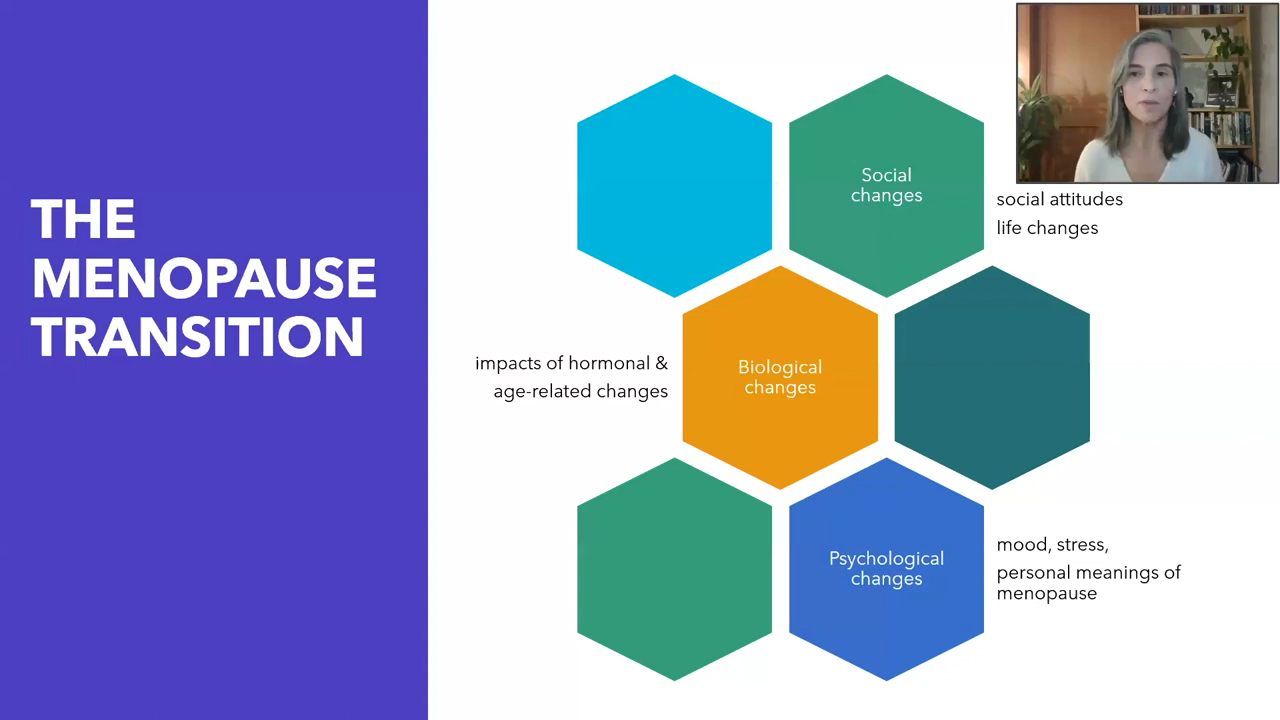 THE
MENOPAUSE
TRANSITION
Social
changes
social attitudes
life changes
impacts of hormonal &
age-related changes
Biological
changes
Psychological
changes
mood, stress,
personal meanings of
menopause